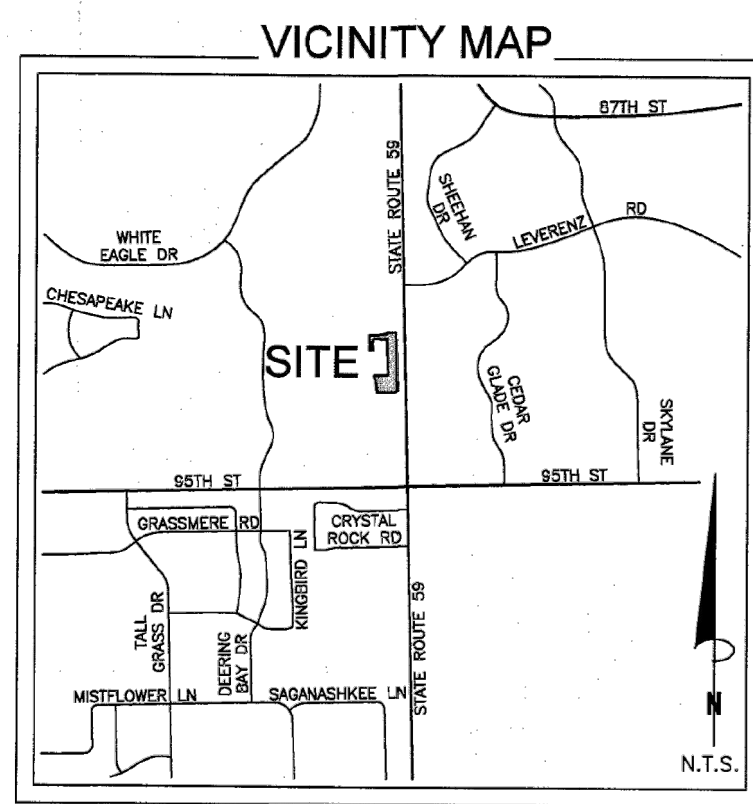 VICINITY MAP
87TH ST
STATE ROUTE 59
SHEEHAN
DR
LEVERENZ RD
WHITE
EAGLE DR
CHESAPEAKE LN
SITE
CEDAR
GLADE DR
SKYLANE
DR
95TH ST
95TH ST
GRASSMERE RD
CRYSTAL
ROCK RD
KINGBIRD LN
TALL
GRASS DR
DEERING
BAY DR
STATE ROUTE 59
MISTFLOWER LN
SAGANASHKEE LN
N
N.T.S.